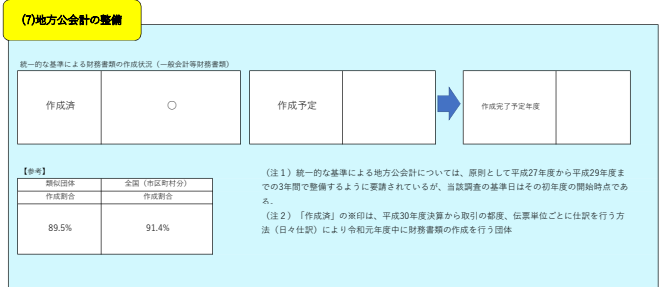 (7)地方公会計の整備
統一的な基準による財務書類の作成状況（一般会計等財務書類）
作成済 ○ 作成予定 作成完了予定年度
【参考】
類似団体 全国（市区町村分）
作成割合 作成割合
89.5% 91.4%
（注１）統一的な基準による地方公会計については、原則として平成27年度から平成29年度ま
での3年間で整備するように要請されているが、当該調査の基準日はその初年度の開始時点であ
る。
（注２）「作成済」の※印は、平成30年度決算から取引の都度、伝票単位ごとに仕訳を行う方
法（日々仕訳）により令和元年度中に財務書類の作成を行う団体